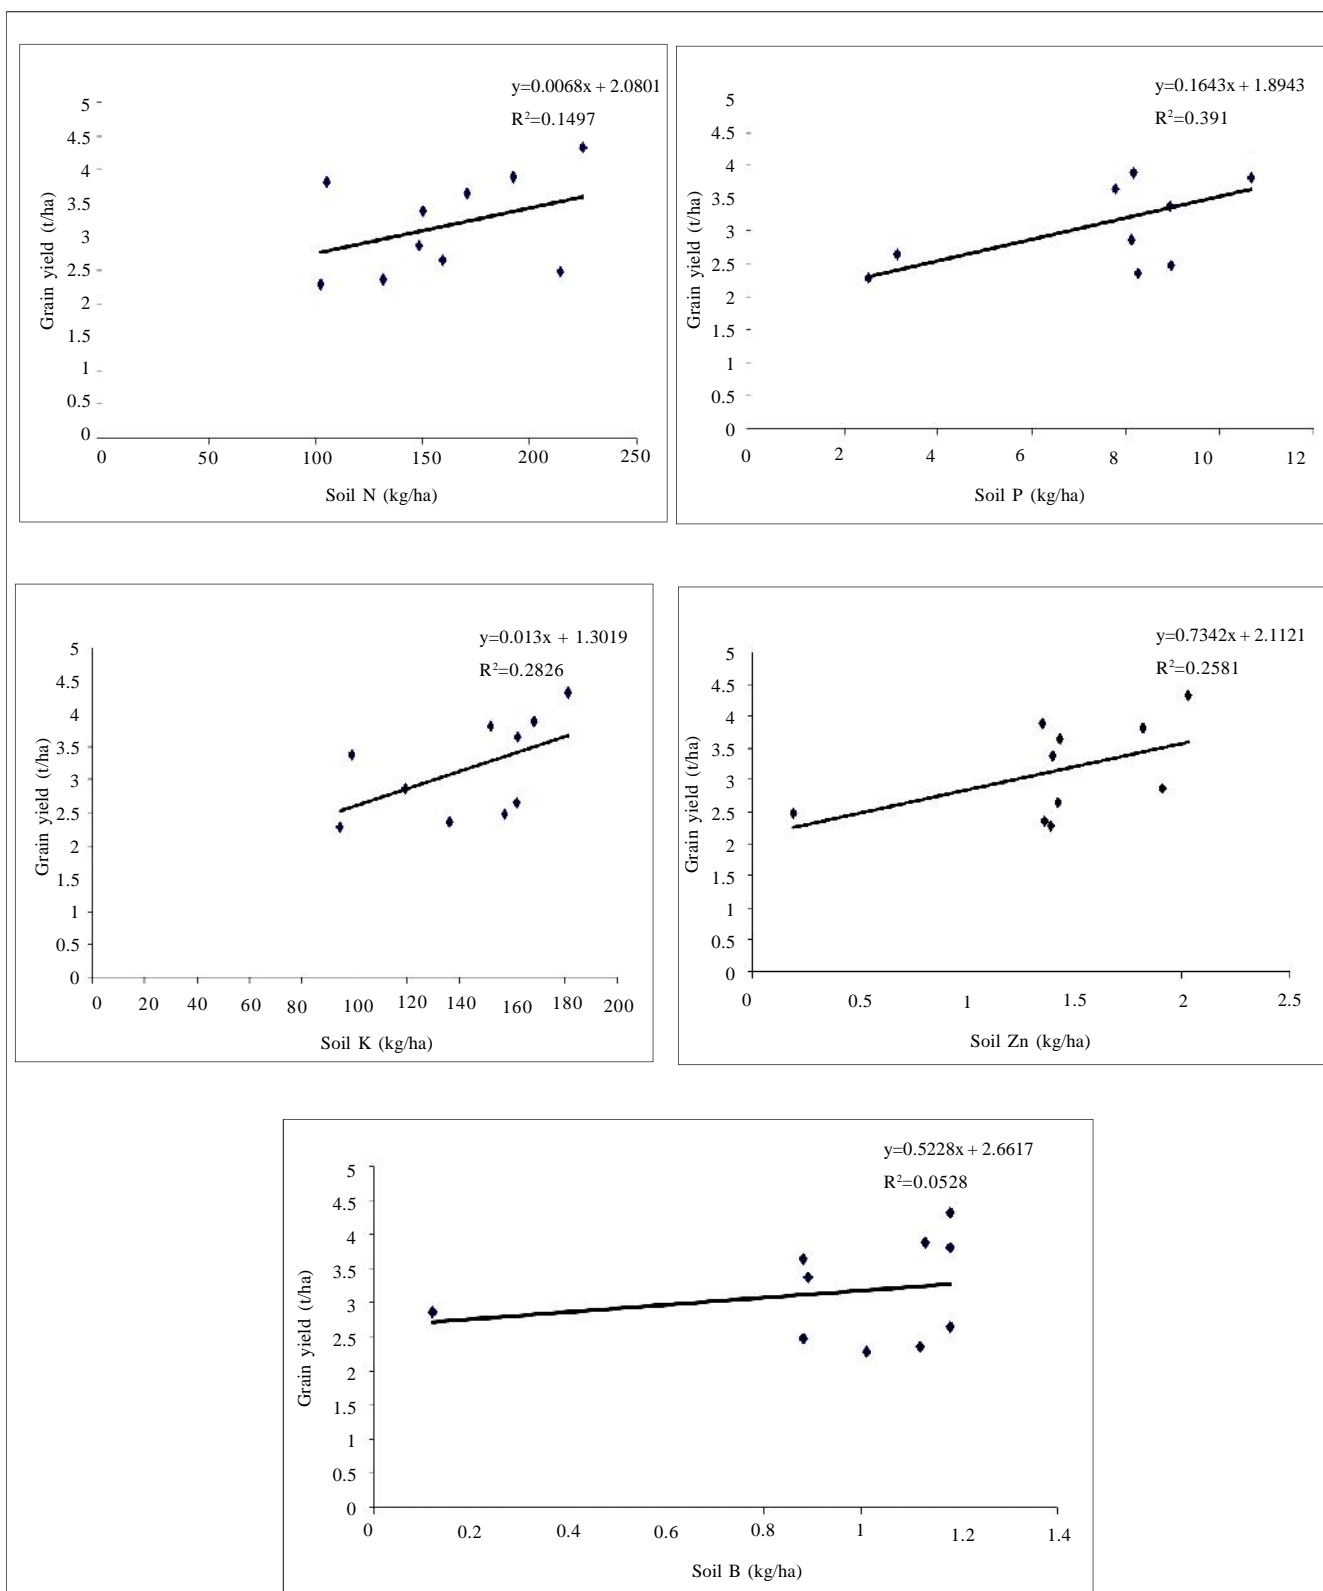 y=0.0068x + 2.0801
R²=0.1497
5
4.5
4
3.5
3
2.5
2
1.5
1
0.5
0
Grain yield (t/ha)
0 50 100 150 200 250
Soil N (kg/ha)
y=0.1643x + 1.8943
R²=0.391
5
4.5
4
3.5
3
2.5
2
1.5
1
0.5
0
Grain yield (t/ha)
0 2 4 6 8 10 12
Soil P (kg/ha)
y=0.013x + 1.3019
R²=0.2826
5
4.5
4
3.5
3
2.5
2
1.5
1
0.5
0
Grain yield (t/ha)
0 20 40 60 80 100 120 140 160 180 200
Soil K (kg/ha)
y=0.7342x + 2.1121
R²=0.2581
5
4.5
4
3.5
3
2.5
2
1.5
1
0.5
0
Grain yield (t/ha)
0 0.5 1 1.5 2 2.5
Soil Zn (kg/ha)
y=0.5228x + 2.6617
R²=0.0528
5
4.5
4
3.5
3
2.5
2
1.5
1
0.5
0
Grain yield (t/ha)
0 0.2 0.4 0.6 0.8 1 1.2 1.4
Soil B (kg/ha)